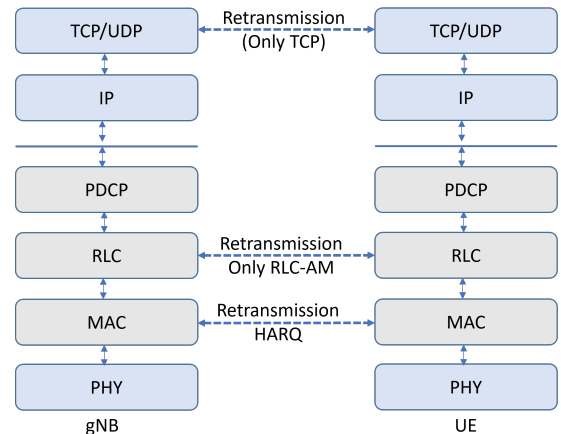 TCP/UDP
Retransmission
(Only TCP)
TCP/UDP
IP
IP
PDCP
PDCP
RLC
Retransmission
Only RLC-AM
RLC
MAC
Retransmission
HARQ
MAC
PHY
PHY
gNB
UE